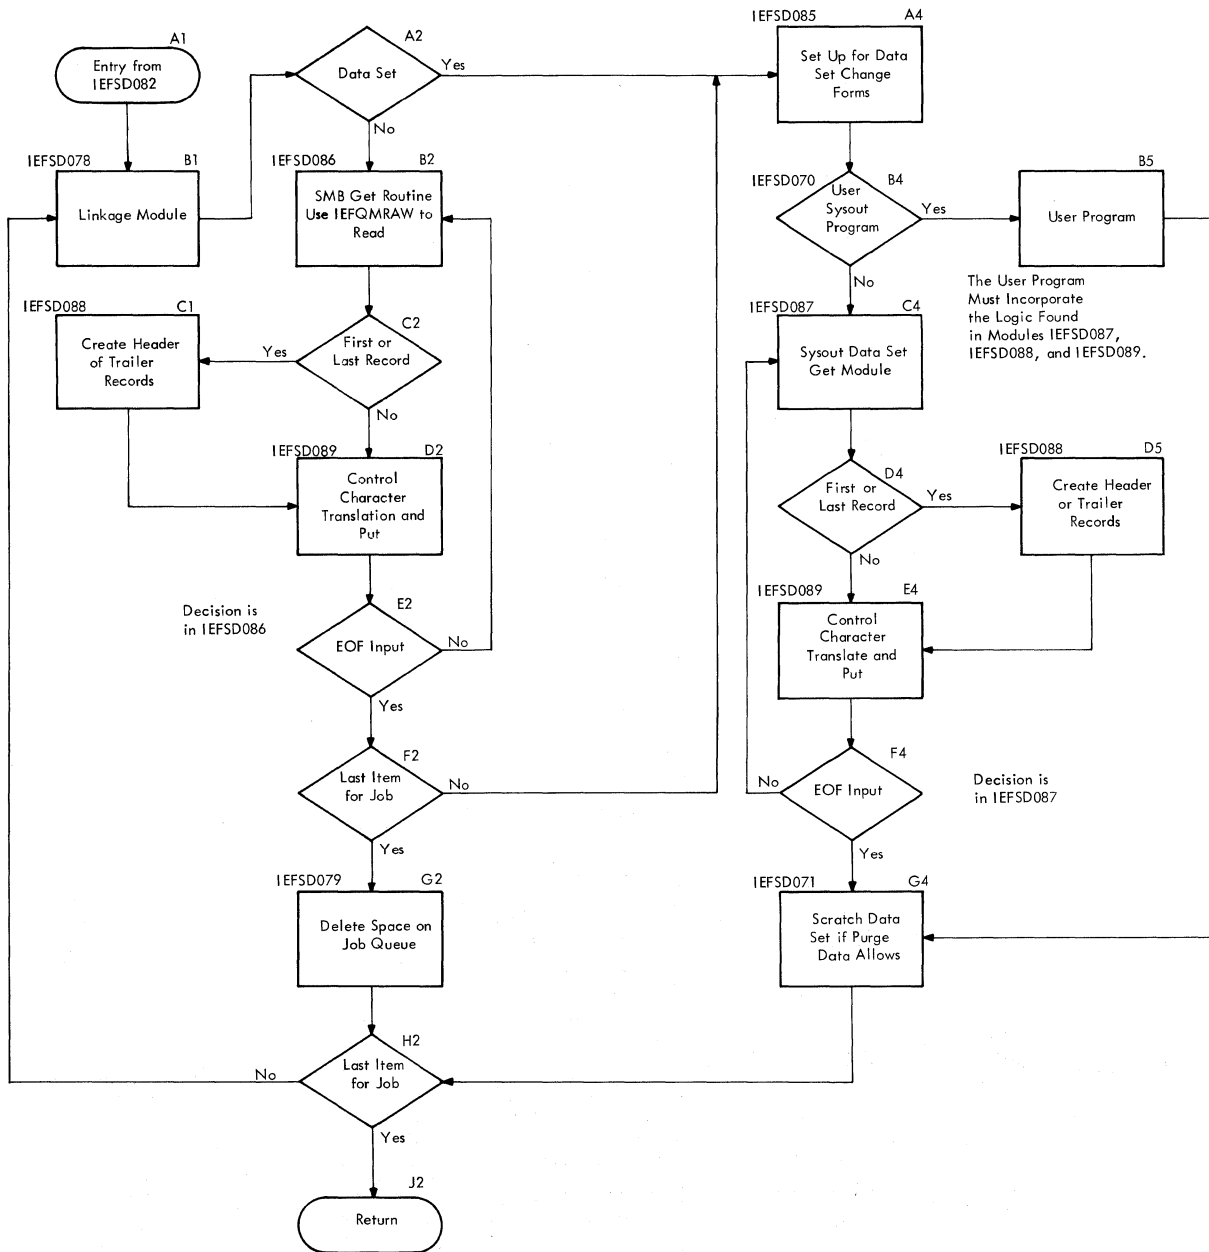 A1
Entry from
IEFSD082
A2
Data Set
Yes
No
IEFSD085
A4
Set Up for Data
Set Change
Forms
IEFSD078
B1
Linkage Module
IEFSD086
B2
SMB Get Routine
Use IEFQMRAW to
Read
IEFSD070
B4
User
Sysout
Program
Yes
No
B5
User Program
The User Program
Must Incorporate
the Logic Found
in Modules IEFSD087,
IEFSD088, and IEFSD089.
IEFSD088
C1
Create Header
of Trailer
Records
C2
First or
Last Record
Yes
No
IEFSD087
C4
Sysout Data Set
Get Module
IEFSD089
D2
Control
Character
Translation and
Put
D4
First or
Last Record
Yes
No
IEFSD088
D5
Create Header
or Trailer
Records
Decision is
in IEFSD086
E2
EOF Input
No
Yes
IEFSD089
E4
Control
Character
Translate and
Put
F2
Last Item
for Job
No
Yes
F4
EOF Input
No
Yes
Decision is
in IEFSD087
IEFSD079
G2
Delete Space on
Job Queue
IEFSD071
G4
Scratch Data
Set if Purge
Data Allows
H2
Last Item
for Job
No
Yes
J2
Return